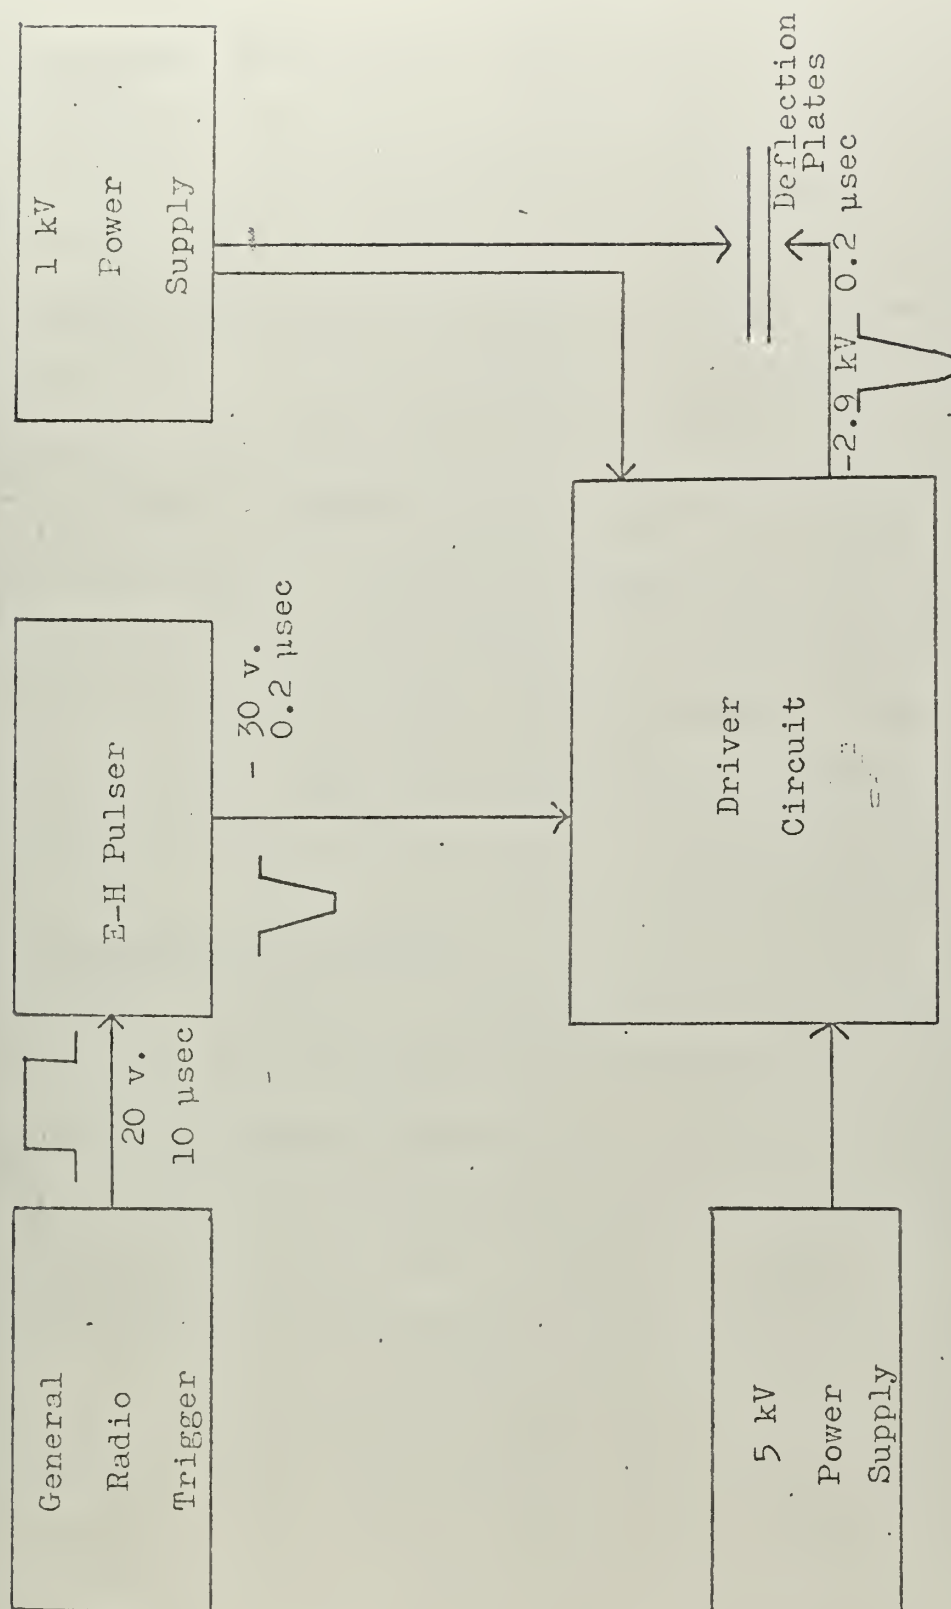 General
Radio
Trigger
20 v.
10 µsec
E-H Pulser
- 30 v.
0.2 µsec
1 kV
Power
Supply
5 kV
Power
Supply
Driver
Circuit
-2.9 kV 0.2 µsec
Deflection
Plates